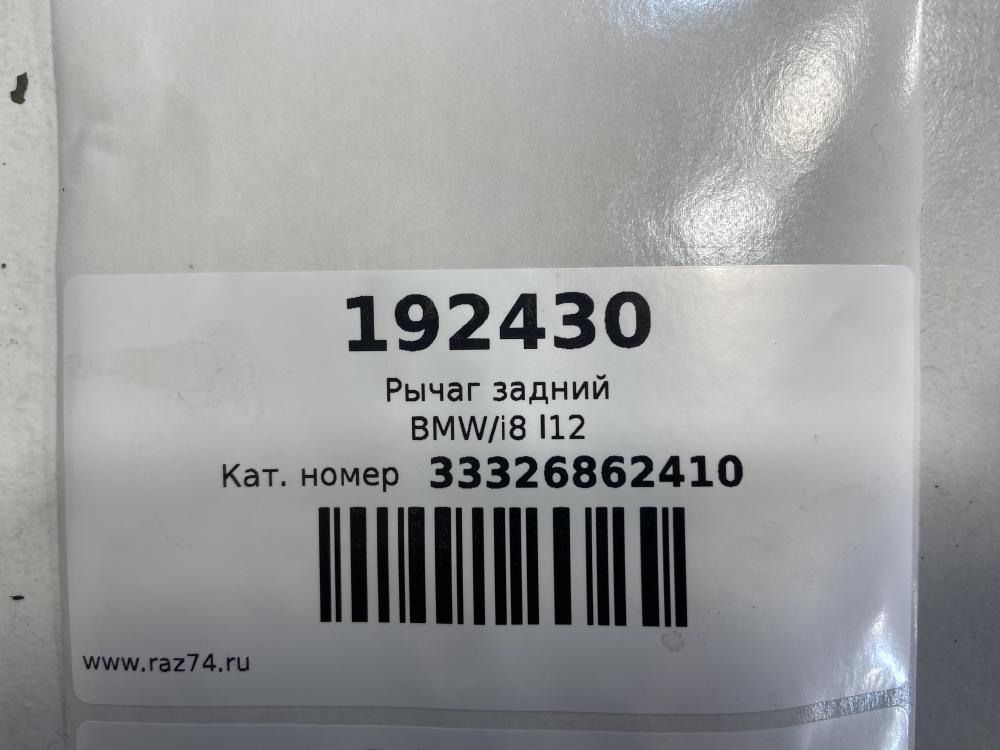 192430
Рычаг задний
BMW/i8 I12
Кат. номер 33326862410
www.raz74.ru